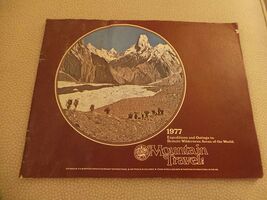 1977
Expeditions and Outings to
Remote Wilderness Areas of the World.
Mountain
Travel